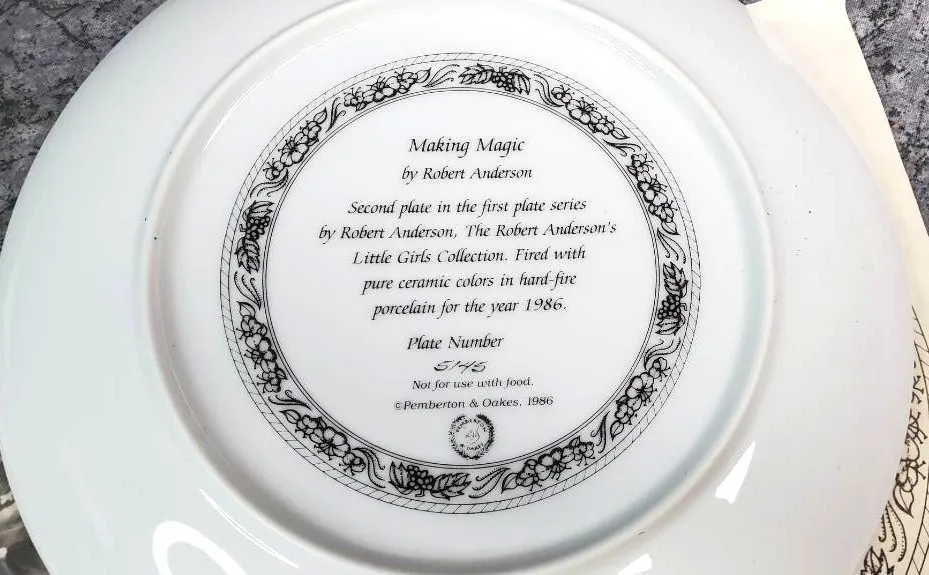 Making Magic
by Robert Anderson
Second plate in the first plate series
by Robert Anderson, The Robert Anderson's
Little Girls Collection. Fired with
pure ceramic colors in hard-fire
porcelain for the year 1986.
Plate Number
5145
Not for use with food.
©Pemberton & Oakes, 1986